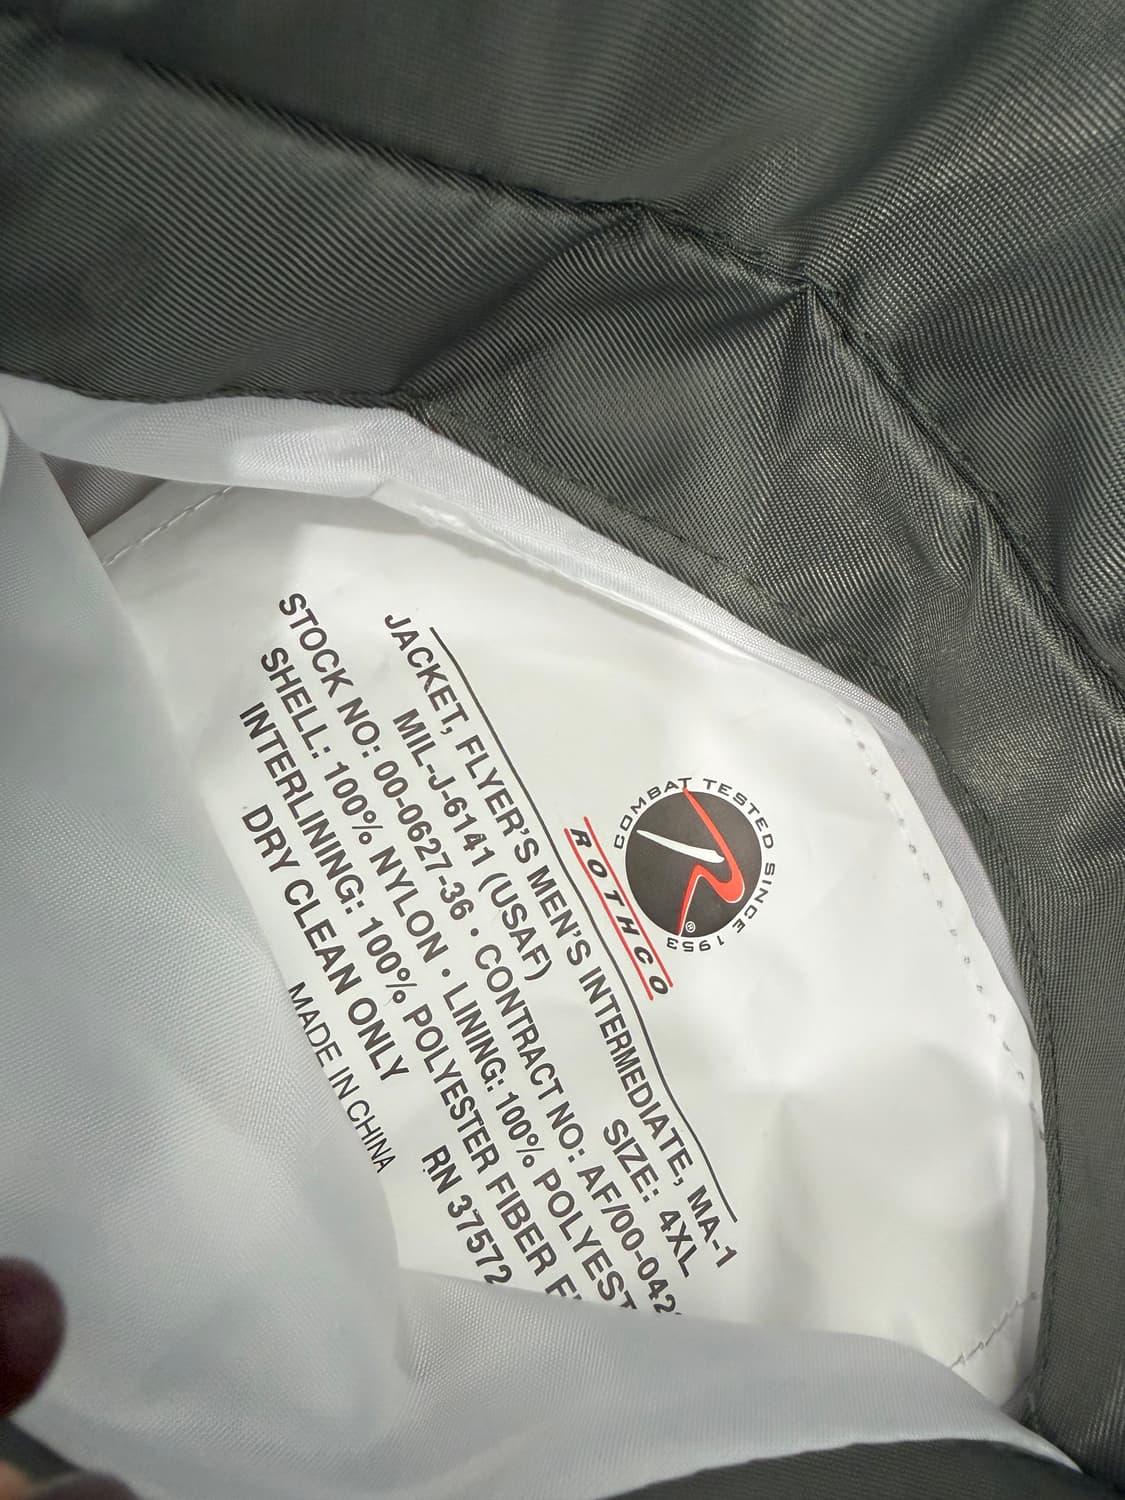 COMBAT TESTED SINCE 1953
R
®
ROTHCO
JACKET, FLYER'S MEN'S INTERMEDIATE, MA-1
MIL-J-6141 (USAF) SIZE: 4XL
STOCK NO: 00-0627-36 • CONTRACT NO: AF/00-042
SHELL: 100% NYLON • LINING: 100% POLYEST
INTERLINING: 100% POLYESTER FIBER F
DRY CLEAN ONLY RN 37572
MADE IN CHINA